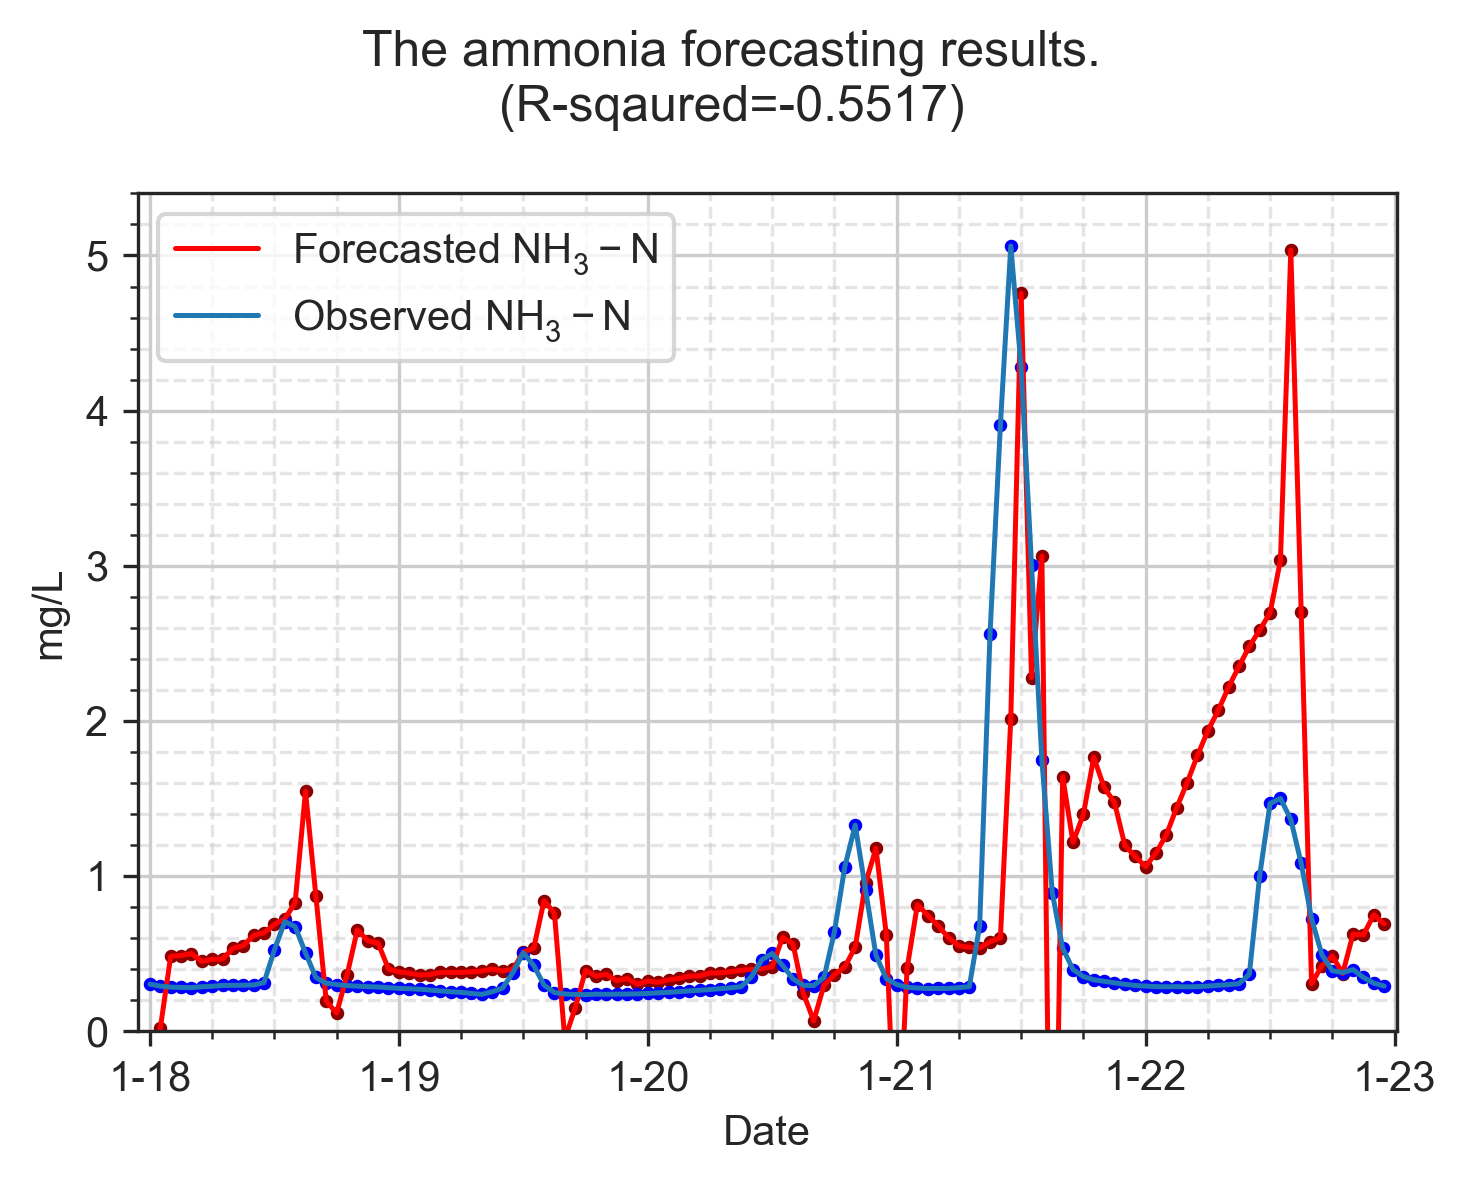 The ammonia forecasting results.
(R-sqaured=-0.5517)
Forecasted NH₃ − N
Observed NH₃ − N
5
4
3
2
1
0
mg/L
1-18 1-19 1-20 1-21 1-22 1-23
Date